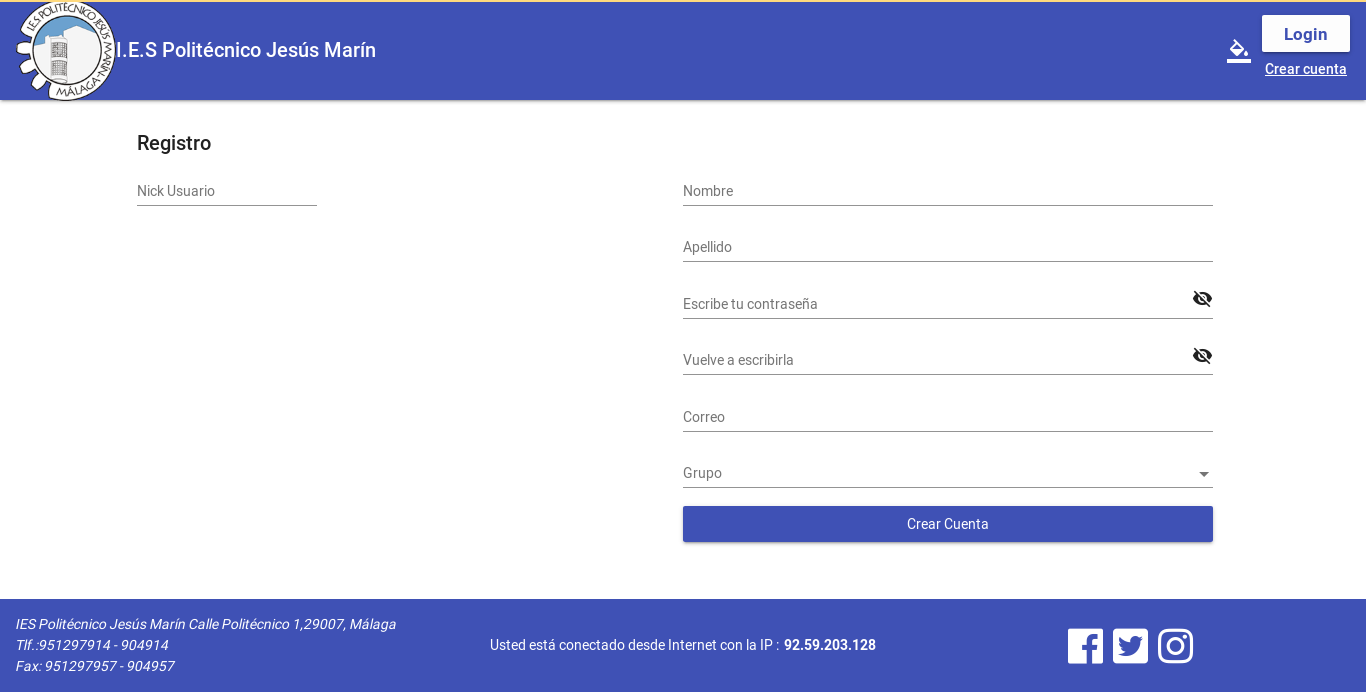 I.E.S. POLITÉCNICO JESÚS MARÍN
MÁLAGA
I.E.S Politécnico Jesús Marín
Login
Crear cuenta
Registro
Nick Usuario
Nombre
Apellido
Escribe tu contraseña
Vuelve a escribirla
Correo
Grupo
Crear Cuenta
IES Politécnico Jesús Marín Calle Politécnico 1,29007, Málaga
Tlf.:951297914 - 904914
Fax: 951297957 - 904957
Usted está conectado desde Internet con la IP : 92.59.203.128